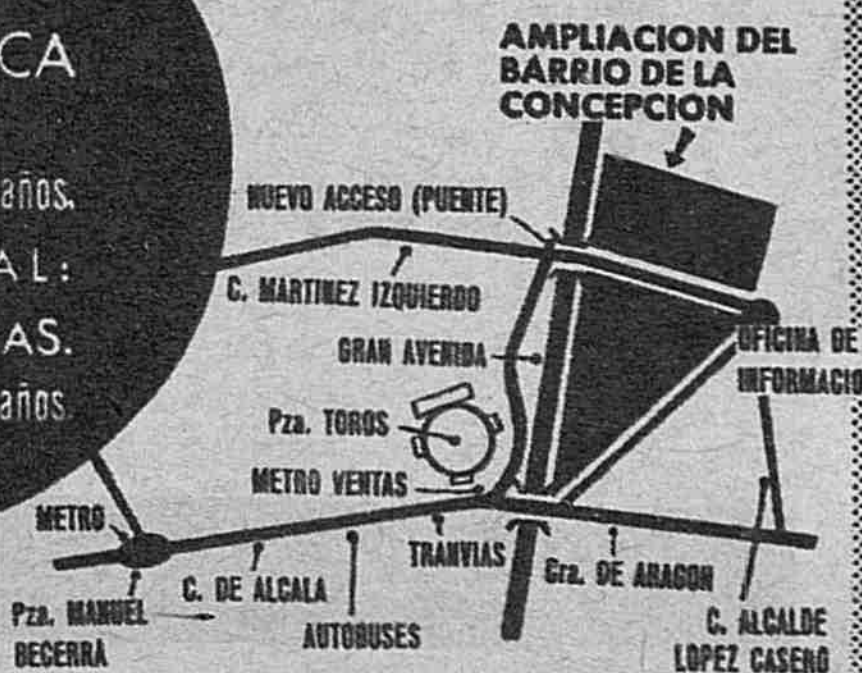 CA
años.
AL:
AS.
años
AMPLIACION DEL
BARRIO DE LA
CONCEPCION
NUEVO ACCESO (PUENTE)
C. MARTINEZ IZQUIERDO
GRAN AVENIDA
OFICINA DE
INFORMACIO
Pza. TOROS
METRO VENTAS
METRO
TRANVIAS
C. DE ALCALA
Cra. DE ARAGON
Pza. MANUEL
BECERRA
AUTOBUSES
C. ALCALDE
LOPEZ CASERO